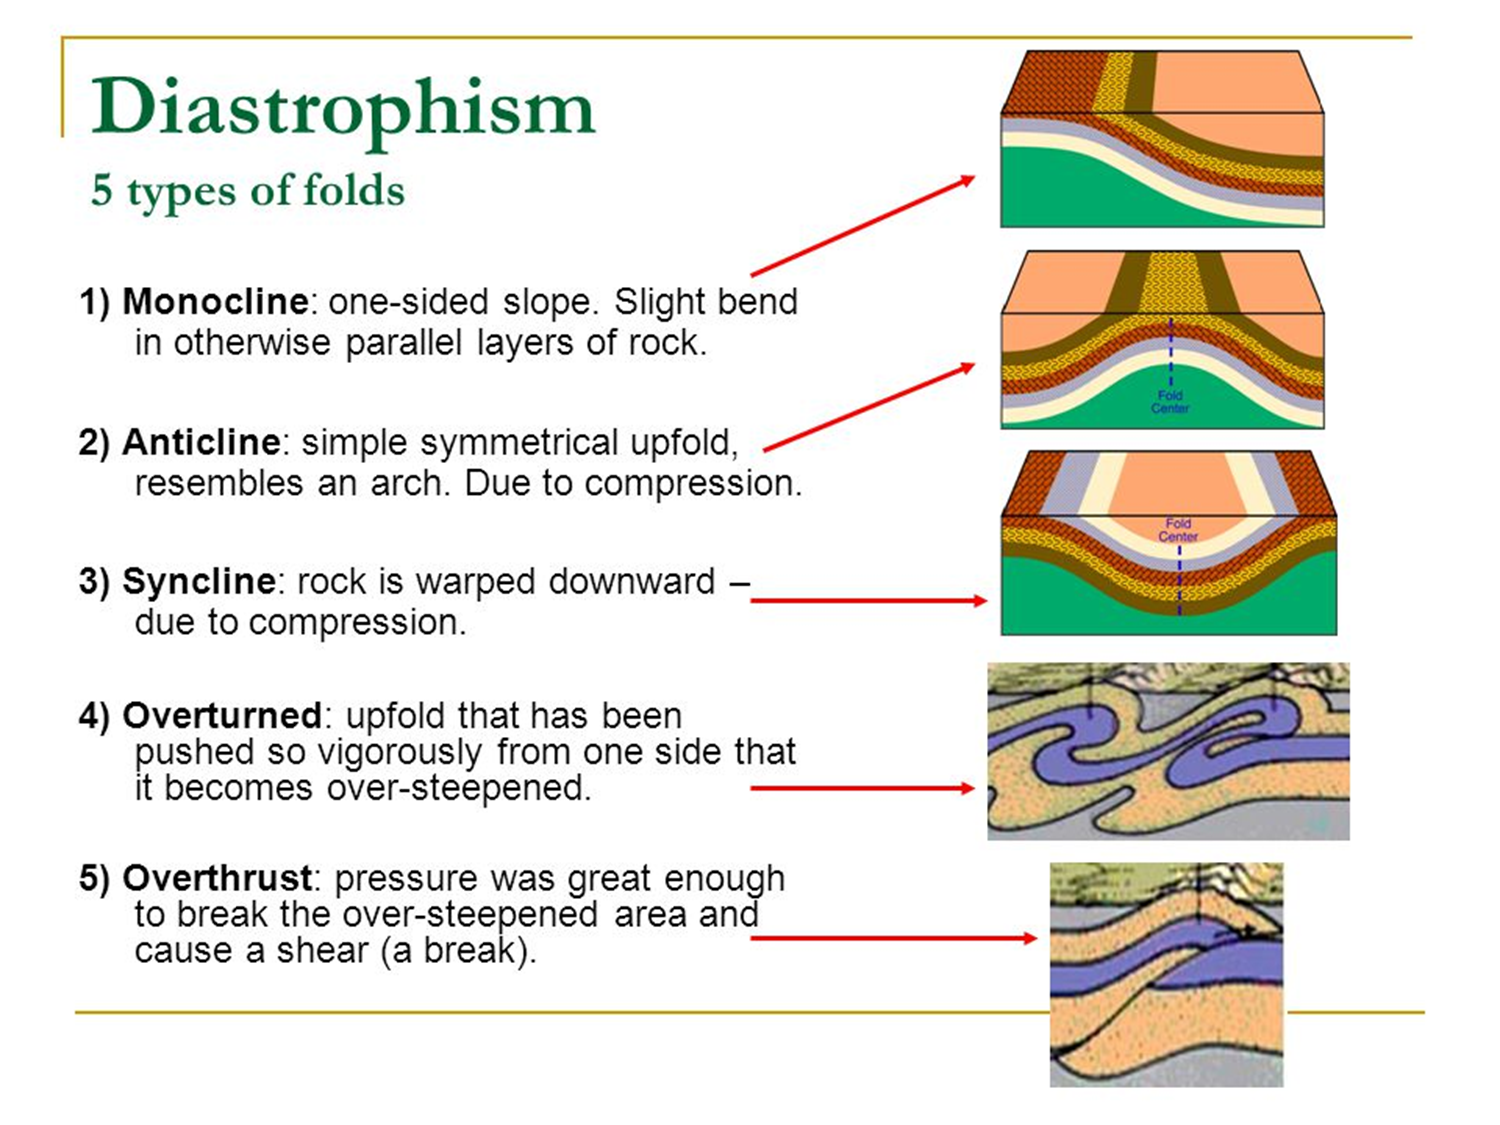 Diastrophism
5 types of folds
1) Monocline: one-sided slope. Slight bend
in otherwise parallel layers of rock.
2) Anticline: simple symmetrical upfold,
resembles an arch. Due to compression.
3) Syncline: rock is warped downward –
due to compression.
4) Overturned: upfold that has been
pushed so vigorously from one side that
it becomes over-steepened.
5) Overthrust: pressure was great enough
to break the over-steepened area and
cause a shear (a break).
Fold
Center
Fold
Center